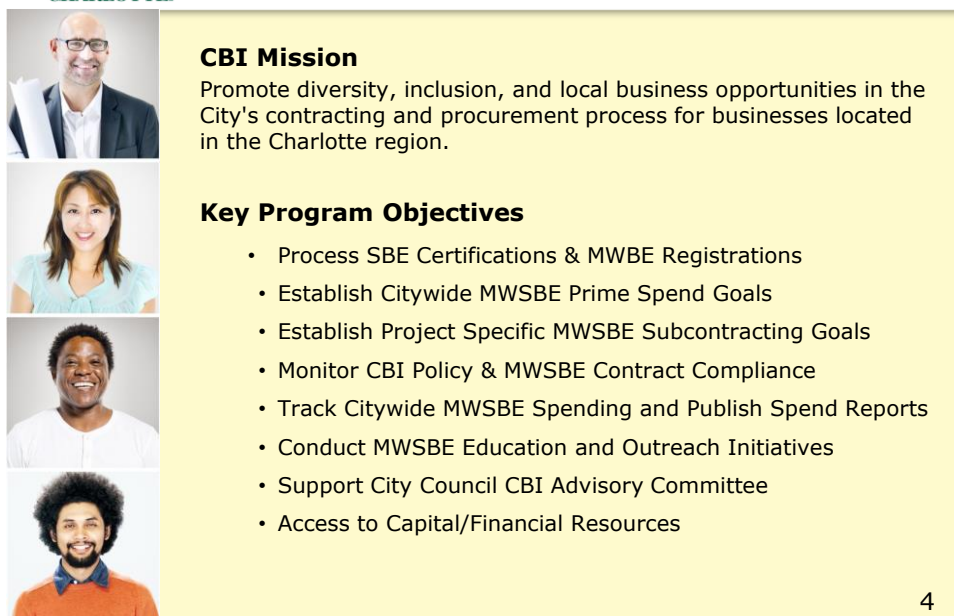 CBI Mission
Promote diversity, inclusion, and local business opportunities in the
City's contracting and procurement process for businesses located
in the Charlotte region.
Key Program Objectives
• Process SBE Certifications & MWBE Registrations
• Establish Citywide MWSBE Prime Spend Goals
• Establish Project Specific MWSBE Subcontracting Goals
• Monitor CBI Policy & MWSBE Contract Compliance
• Track Citywide MWSBE Spending and Publish Spend Reports
• Conduct MWSBE Education and Outreach Initiatives
• Support City Council CBI Advisory Committee
• Access to Capital/Financial Resources
4